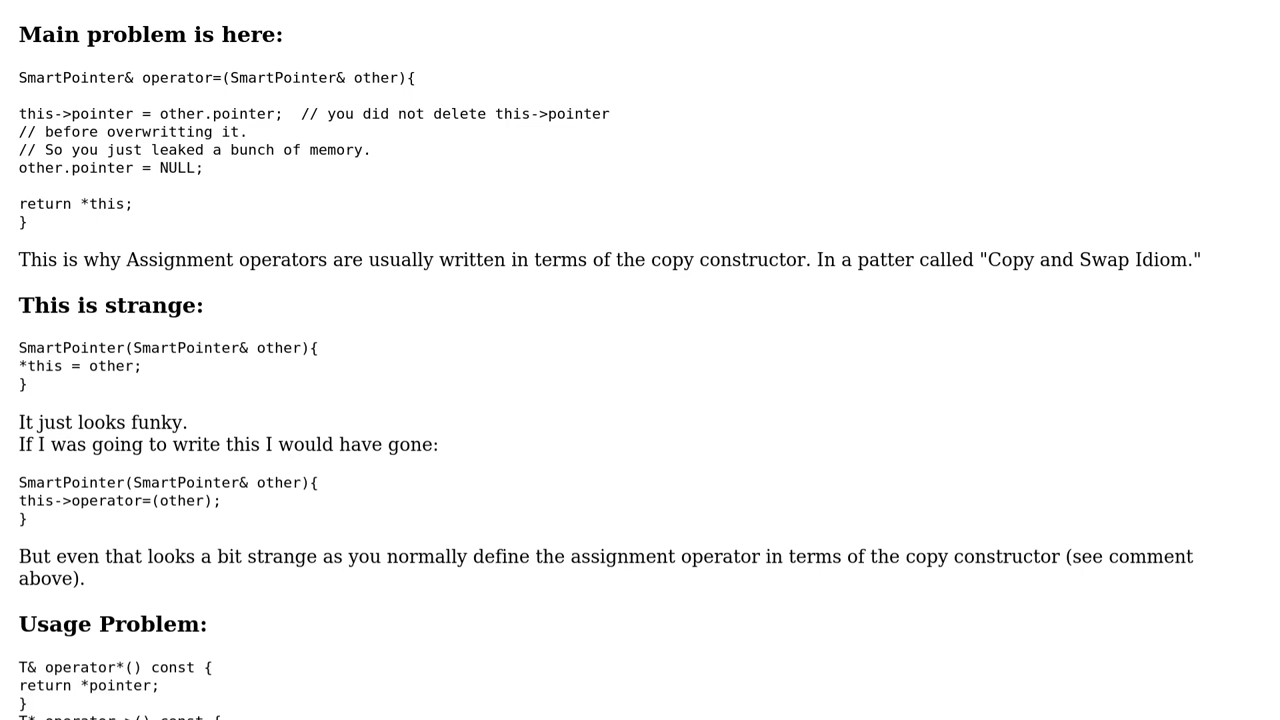 Main problem is here:
SmartPointer& operator=(SmartPointer& other){
this->pointer = other.pointer;  // you did not delete this->pointer
// before overwritting it.
// So you just leaked a bunch of memory.
other.pointer = NULL;
return *this;
}
This is why Assignment operators are usually written in terms of the copy constructor. In a patter called "Copy and Swap Idiom."
This is strange:
SmartPointer(SmartPointer& other){
*this = other;
}
It just looks funky.
If I was going to write this I would have gone:
SmartPointer(SmartPointer& other){
this->operator=(other);
}
But even that looks a bit strange as you normally define the assignment operator in terms of the copy constructor (see comment
above).
Usage Problem:
T& operator*() const {
return *pointer;
}
T* operator->() const {